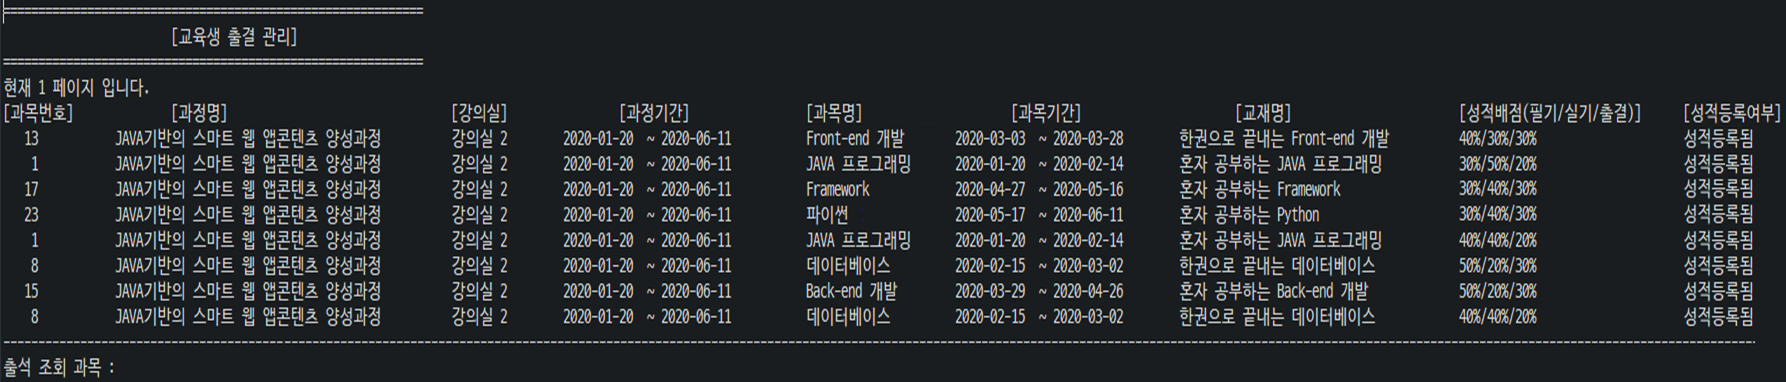 ============================================================
[교육생 출결 관리]
============================================================
현재 1 페이지 입니다.
[과목번호] [과정명] [강의실] [과정기간] [과목명] [과목기간] [교재명] [성적배점(필기/실기/출결)] [성적등록여부]
13 JAVA기반의 스마트 웹 앱콘텐츠 양성과정 강의실 2 2020-01-20 ~ 2020-06-11 Front-end 개발 2020-03-03 ~ 2020-03-28 한권으로 끝내는 Front-end 개발 40%/30%/30% 성적등록됨
1 JAVA기반의 스마트 웹 앱콘텐츠 양성과정 강의실 2 2020-01-20 ~ 2020-06-11 JAVA 프로그래밍 2020-01-20 ~ 2020-02-14 혼자 공부하는 JAVA 프로그래밍 30%/50%/20% 성적등록됨
17 JAVA기반의 스마트 웹 앱콘텐츠 양성과정 강의실 2 2020-01-20 ~ 2020-06-11 Framework 2020-04-27 ~ 2020-05-16 혼자 공부하는 Framework 30%/40%/30% 성적등록됨
23 JAVA기반의 스마트 웹 앱콘텐츠 양성과정 강의실 2 2020-01-20 ~ 2020-06-11 파이썬 2020-05-17 ~ 2020-06-11 혼자 공부하는 Python 30%/40%/30% 성적등록됨
1 JAVA기반의 스마트 웹 앱콘텐츠 양성과정 강의실 2 2020-01-20 ~ 2020-06-11 JAVA 프로그래밍 2020-01-20 ~ 2020-02-14 혼자 공부하는 JAVA 프로그래밍 40%/40%/20% 성적등록됨
8 JAVA기반의 스마트 웹 앱콘텐츠 양성과정 강의실 2 2020-01-20 ~ 2020-06-11 데이터베이스 2020-02-15 ~ 2020-03-02 한권으로 끝내는 데이터베이스 50%/20%/30% 성적등록됨
15 JAVA기반의 스마트 웹 앱콘텐츠 양성과정 강의실 2 2020-01-20 ~ 2020-06-11 Back-end 개발 2020-03-29 ~ 2020-04-26 혼자 공부하는 Back-end 개발 50%/20%/30% 성적등록됨
8 JAVA기반의 스마트 웹 앱콘텐츠 양성과정 강의실 2 2020-01-20 ~ 2020-06-11 데이터베이스 2020-02-15 ~ 2020-03-02 한권으로 끝내는 데이터베이스 40%/40%/20% 성적등록됨
------------------------------------------------------------
출석 조회 과목 :